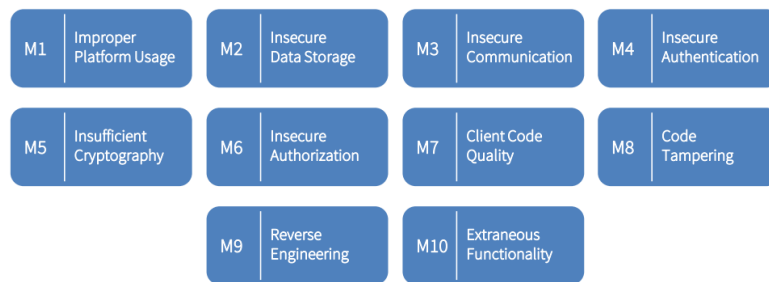 M1
Improper
Platform Usage
M2
Insecure
Data Storage
M3
Insecure
Communication
M4
Insecure
Authentication
M5
Insufficient
Cryptography
M6
Insecure
Authorization
M7
Client Code
Quality
M8
Code
Tampering
M9
Reverse
Engineering
M10
Extraneous
Functionality